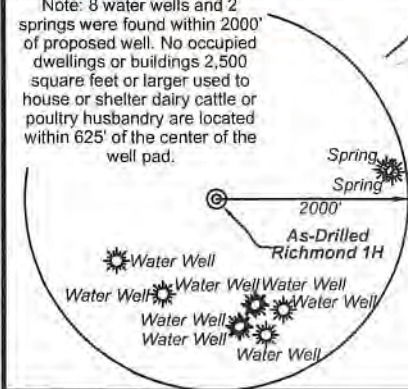 Note: 8 water wells and 2
springs were found within 2000'
of proposed well. No occupied
dwellings or buildings 2,500
square feet or larger used to
house or shelter dairy cattle or
poultry husbandry are located
within 625' of the center of the
well pad.
Spring
Spring
2000'
As-Drilled
Richmond 1H
Water Well
Water Well
Water Well
Water Well
Water Well
Water Well
Water Well
Water Well